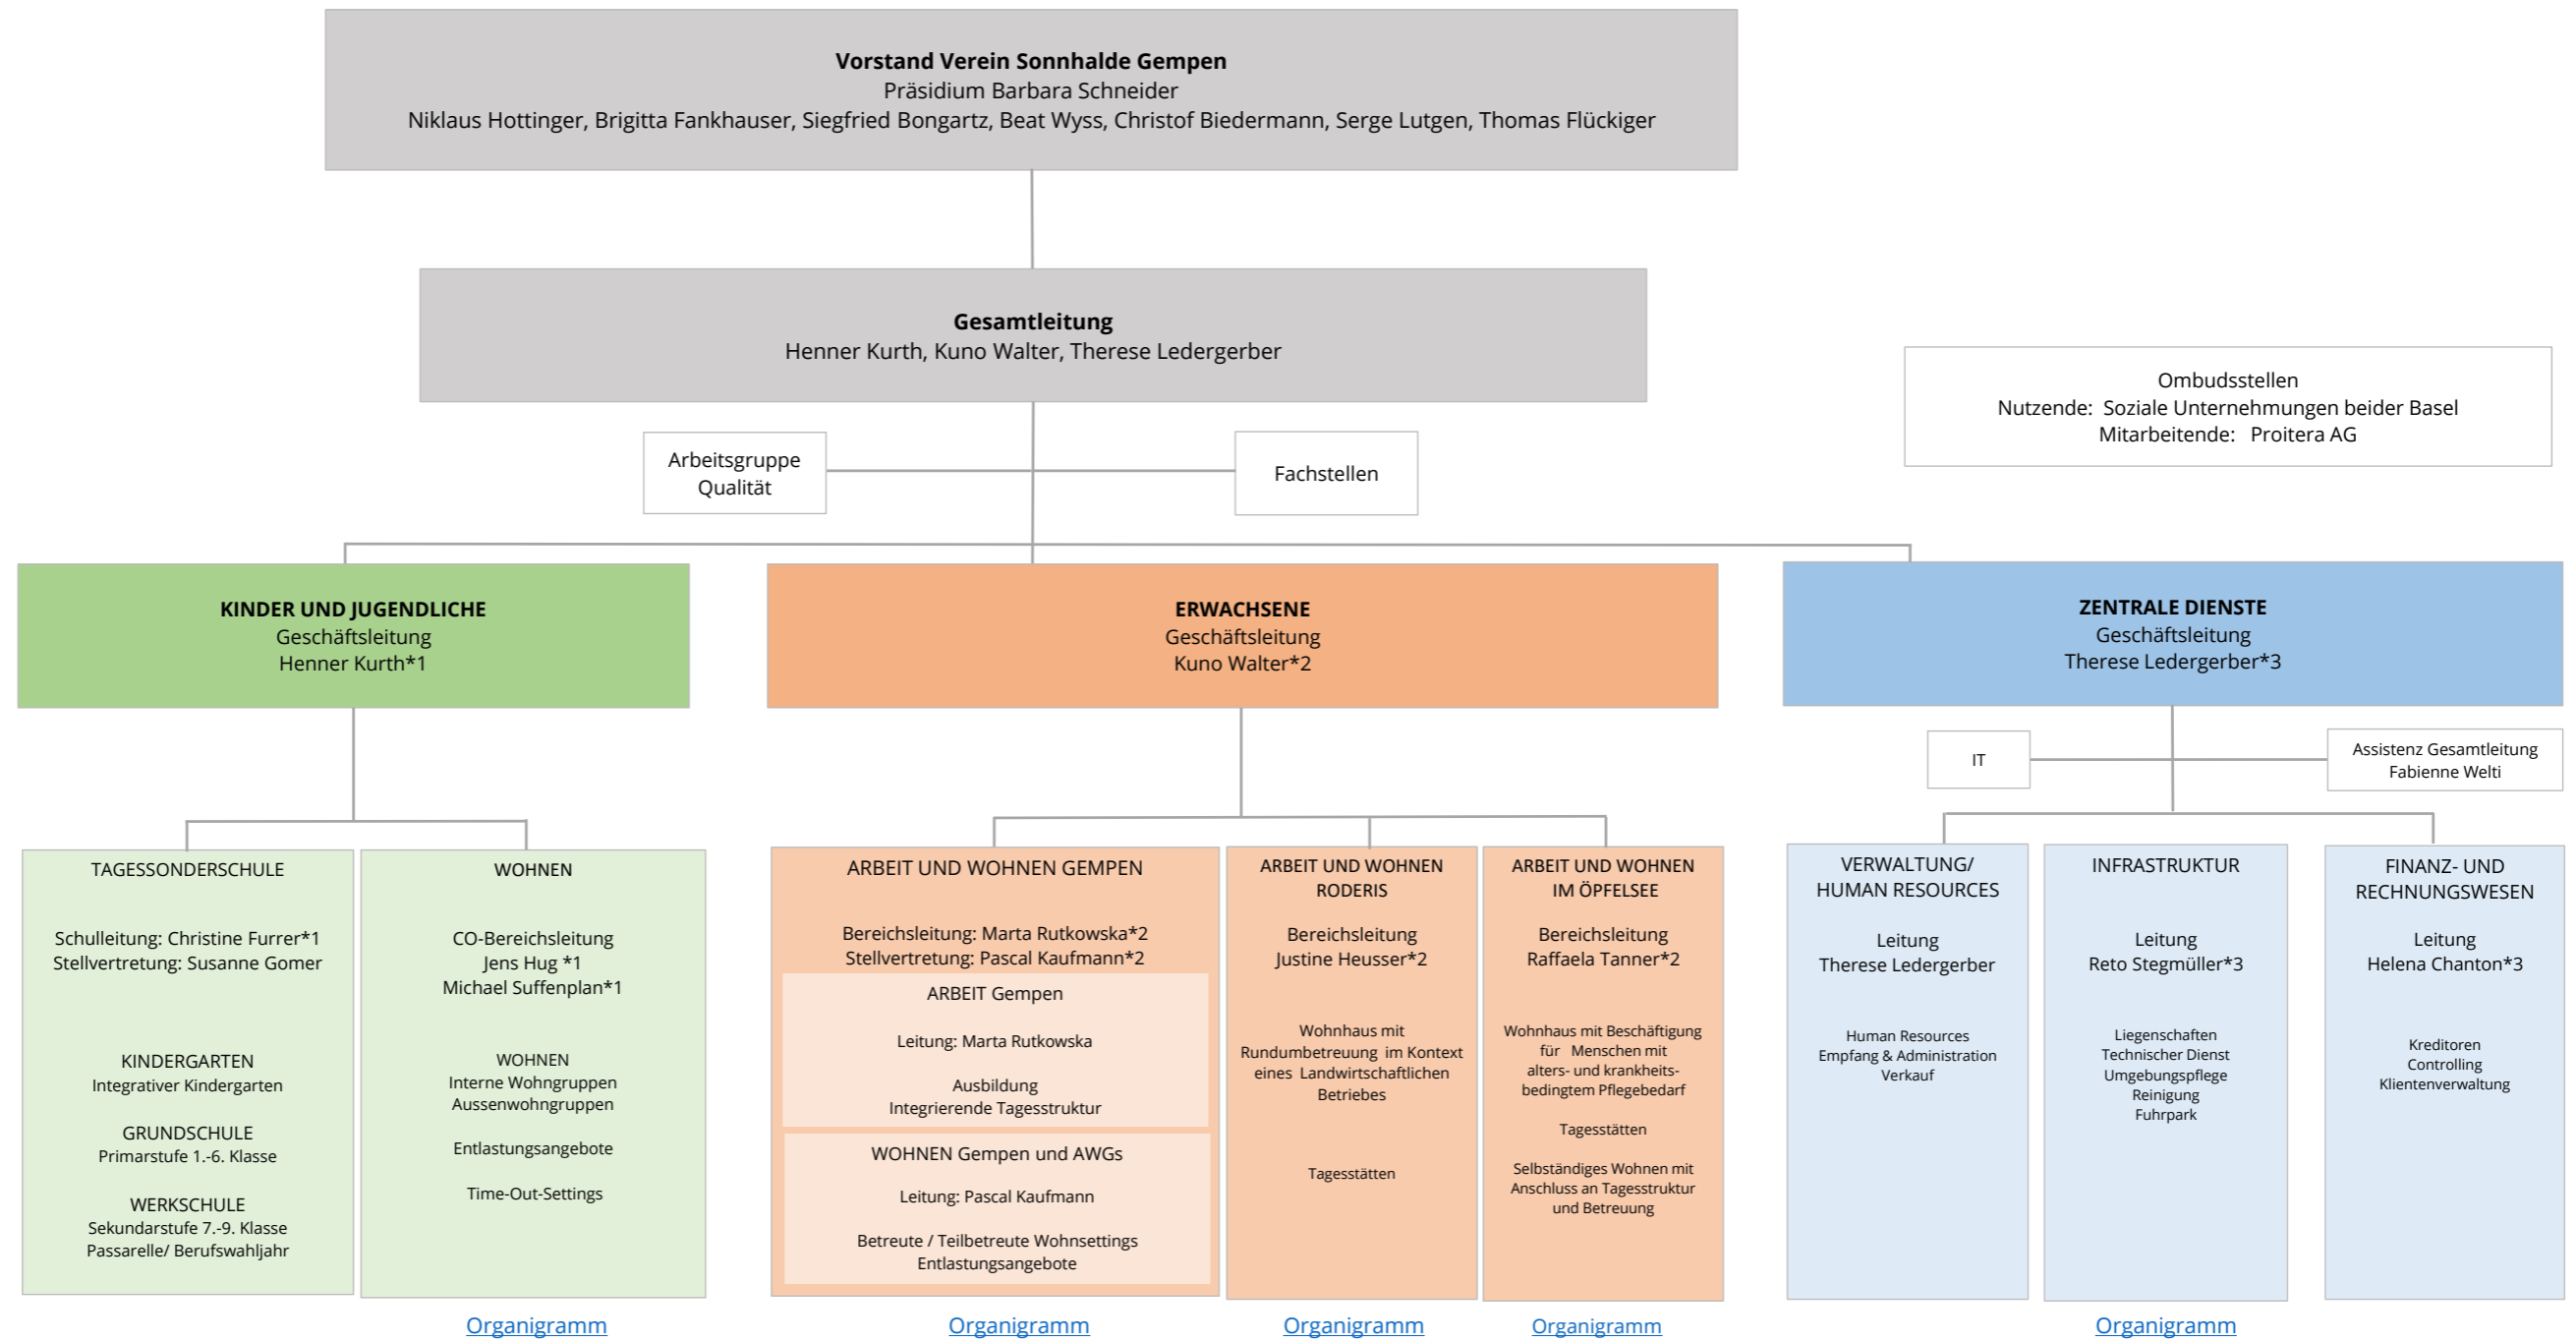 Vorstand Verein Sonnhalde Gempen
Präsidium Barbara Schneider
Niklaus Hottinger, Brigitta Fankhauser, Siegfried Bongartz, Beat Wyss, Christof Biedermann, Serge Lutgen, Thomas Flückiger
Gesamtleitung
Henner Kurth, Kuno Walter, Therese Ledergerber
Ombudsstellen
Nutzende: Soziale Unternehmungen beider Basel
Mitarbeitende: Proitera AG
Arbeitsgruppe
Qualität
Fachstellen
KINDER UND JUGENDLICHE
Geschäftsleitung
Henner Kurth*1
ERWACHSENE
Geschäftsleitung
Kuno Walter*2
ZENTRALE DIENSTE
Geschäftsleitung
Therese Ledergerber*3
IT
Assistenz Gesamtleitung
Fabienne Welti
TAGESSONDERSCHULE
Schulleitung: Christine Furrer*1
Stellvertretung: Susanne Gomer
KINDERGARTEN
Integrativer Kindergarten
GRUNDSCHULE
Primarstufe 1.-6. Klasse
WERKSCHULE
Sekundarstufe 7.-9. Klasse
Passarelle/ Berufswahljahr
WOHNEN
CO-Bereichsleitung
Jens Hug *1
Michael Suffenplan*1
WOHNEN
Interne Wohngruppen
Aussenwohngruppen
Entlastungsangebote
Time-Out-Settings
Organigramm
ARBEIT UND WOHNEN GEMPEN
Bereichsleitung: Marta Rutkowska*2
Stellvertretung: Pascal Kaufmann*2
ARBEIT Gempen
Leitung: Marta Rutkowska
Ausbildung
Integrierende Tagesstruktur
WOHNEN Gempen und AWGs
Leitung: Pascal Kaufmann
Betreute / Teilbetreute Wohnsettings
Entlastungsangebote
Organigramm
ARBEIT UND WOHNEN
RODERIS
Bereichsleitung
Justine Heusser*2
Wohnhaus mit
Rundumbetreuung im Kontext
eines Landwirtschaftlichen
Betriebes
Tagesstätten
Organigramm
ARBEIT UND WOHNEN
IM ÖPFELSEE
Bereichsleitung
Raffaela Tanner*2
Wohnhaus mit Beschäftigung
für Menschen mit
alters- und krankheits-
bedingtem Pflegebedarf
Tagesstätten
Selbständiges Wohnen mit
Anschluss an Tagesstruktur
und Betreuung
Organigramm
VERWALTUNG/
HUMAN RESOURCES
Leitung
Therese Ledergerber
Human Resources
Empfang & Administration
Verkauf
INFRASTRUKTUR
Leitung
Reto Stegmüller*3
Liegenschaften
Technischer Dienst
Umgebungspflege
Reinigung
Fuhrpark
Organigramm
FINANZ- UND
RECHNUNGSWESEN
Leitung
Helena Chanton*3
Kreditoren
Controlling
Klientenverwaltung